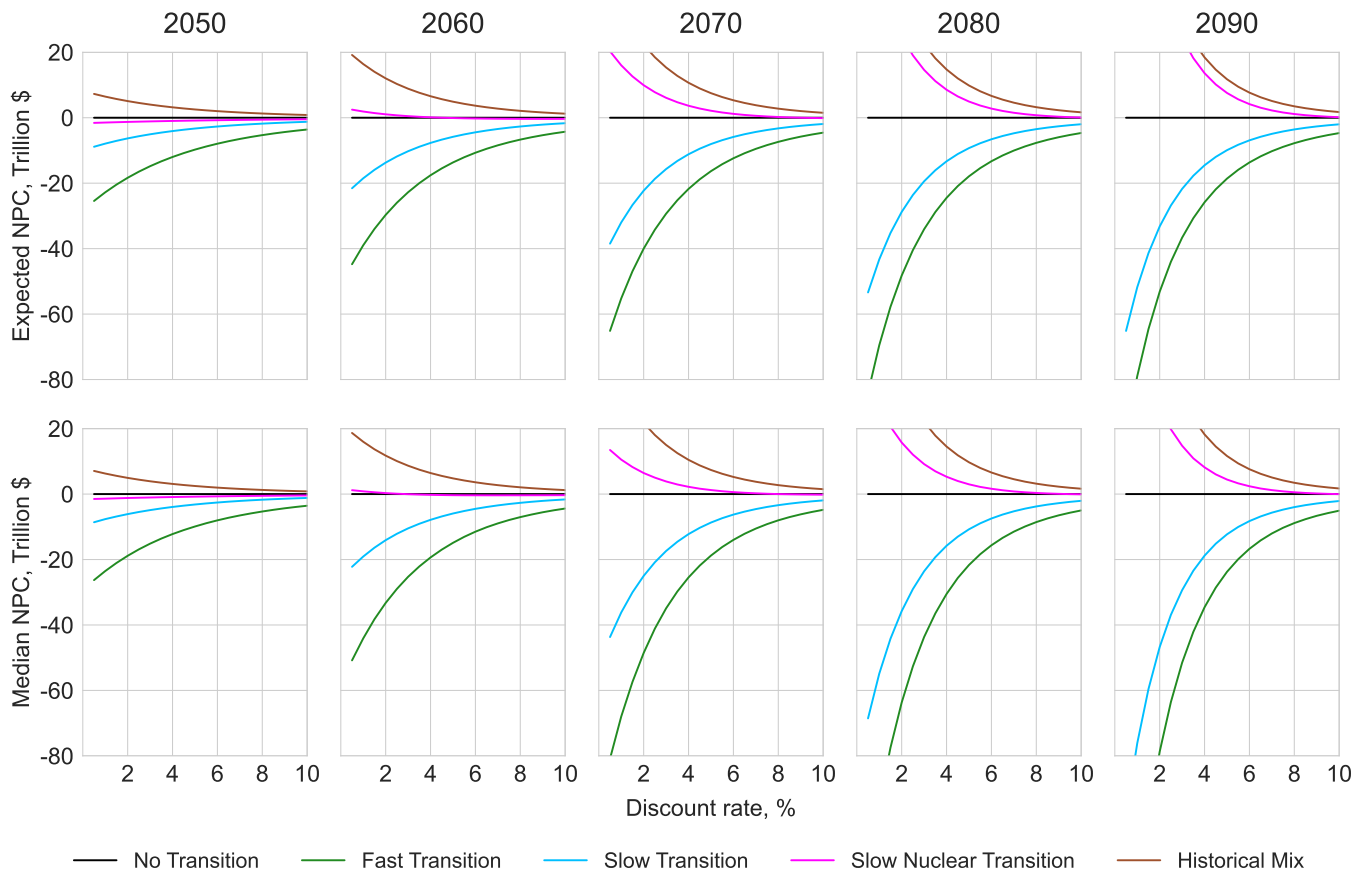 2050 2060 2070 2080 2090
Expected NPC, Trillion $
20
0
-20
-40
-60
-80
Median NPC, Trillion $
20
0
-20
-40
-60
-80
2 4 6 8 10 2 4 6 8 10 2 4 6 8 10 2 4 6 8 10 2 4 6 8 10
Discount rate, %
No Transition Fast Transition Slow Transition Slow Nuclear Transition Historical Mix